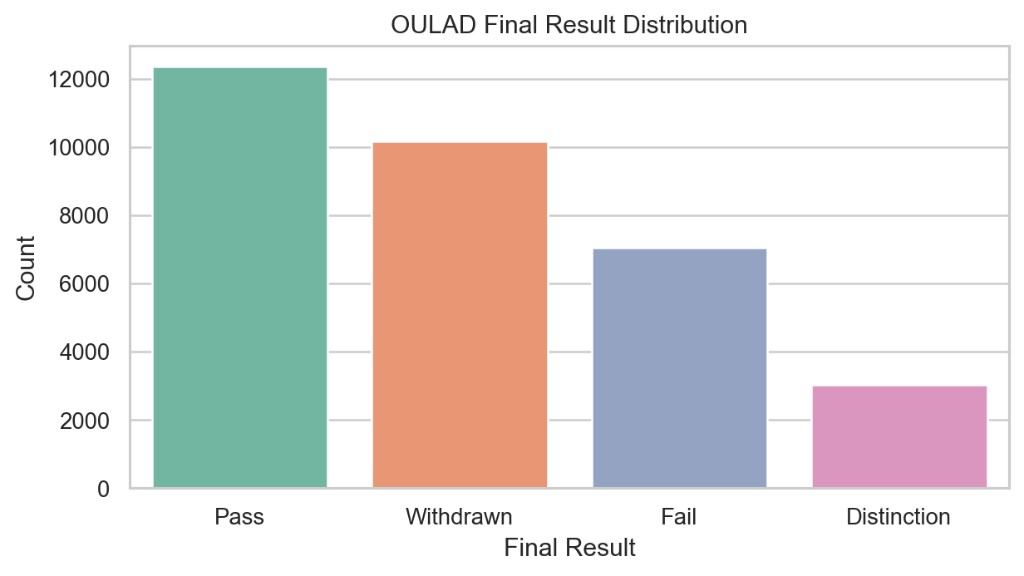 OULAD Final Result Distribution
Count
12000
10000
8000
6000
4000
2000
0
Pass Withdrawn Fail Distinction
Final Result